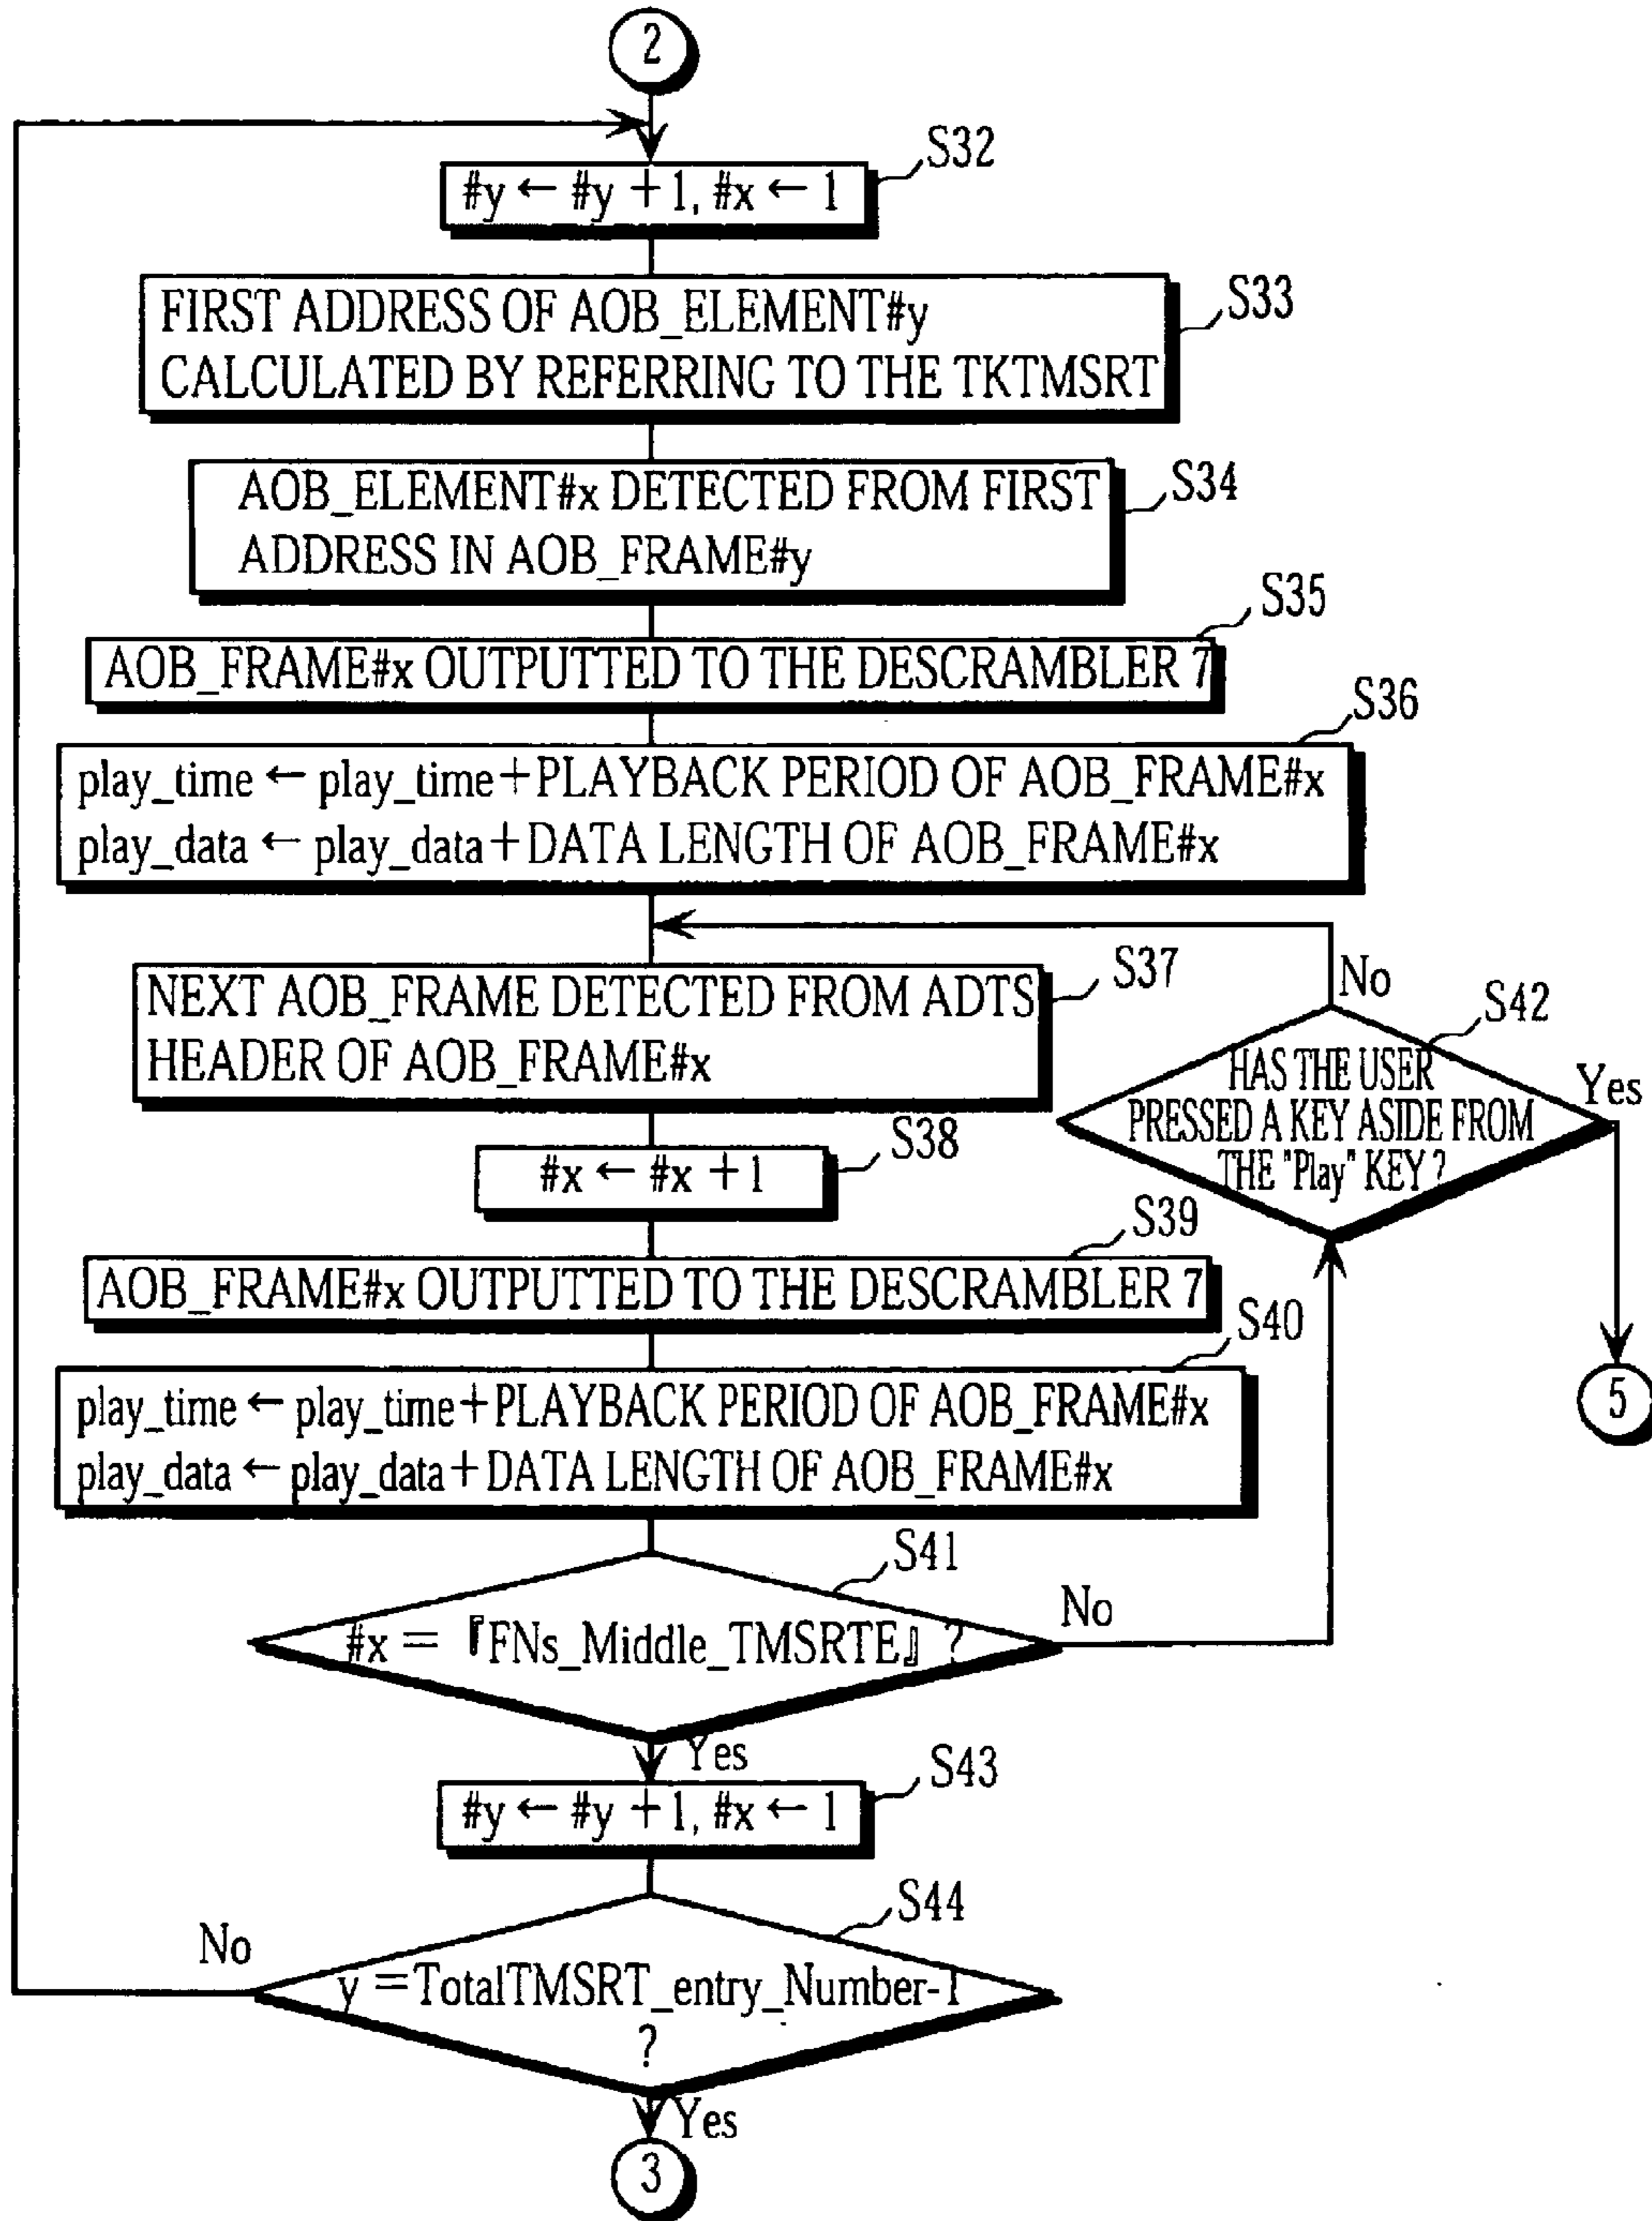 2
S32
#y ← #y + 1, #x ← 1
S33
FIRST ADDRESS OF AOB_ELEMENT#y
CALCULATED BY REFERRING TO THE TKTMSRT
S34
AOB_ELEMENT#x DETECTED FROM FIRST
ADDRESS IN AOB_FRAME#y
S35
AOB_FRAME#x OUTPUTTED TO THE DESCRAMBLER 7
S36
play_time ← play_time+PLAYBACK PERIOD OF AOB_FRAME#x
play_data ← play_data+DATA LENGTH OF AOB_FRAME#x
S37
NEXT AOB_FRAME DETECTED FROM ADTS
HEADER OF AOB_FRAME#x
No
S42
HAS THE USER
PRESSED A KEY ASIDE FROM
THE "Play" KEY ?
Yes
S38
#x ← #x + 1
S39
AOB_FRAME#x OUTPUTTED TO THE DESCRAMBLER 7
S40
play_time ← play_time+PLAYBACK PERIOD OF AOB_FRAME#x
play_data ← play_data+DATA LENGTH OF AOB_FRAME#x
5
S41
#x = 『FNs_Middle_TMSRTE』 ?
No
Yes
S43
#y ← #y + 1, #x ← 1
S44
No
y =TotalTMSRT_entry_Number-1
?
Yes
3